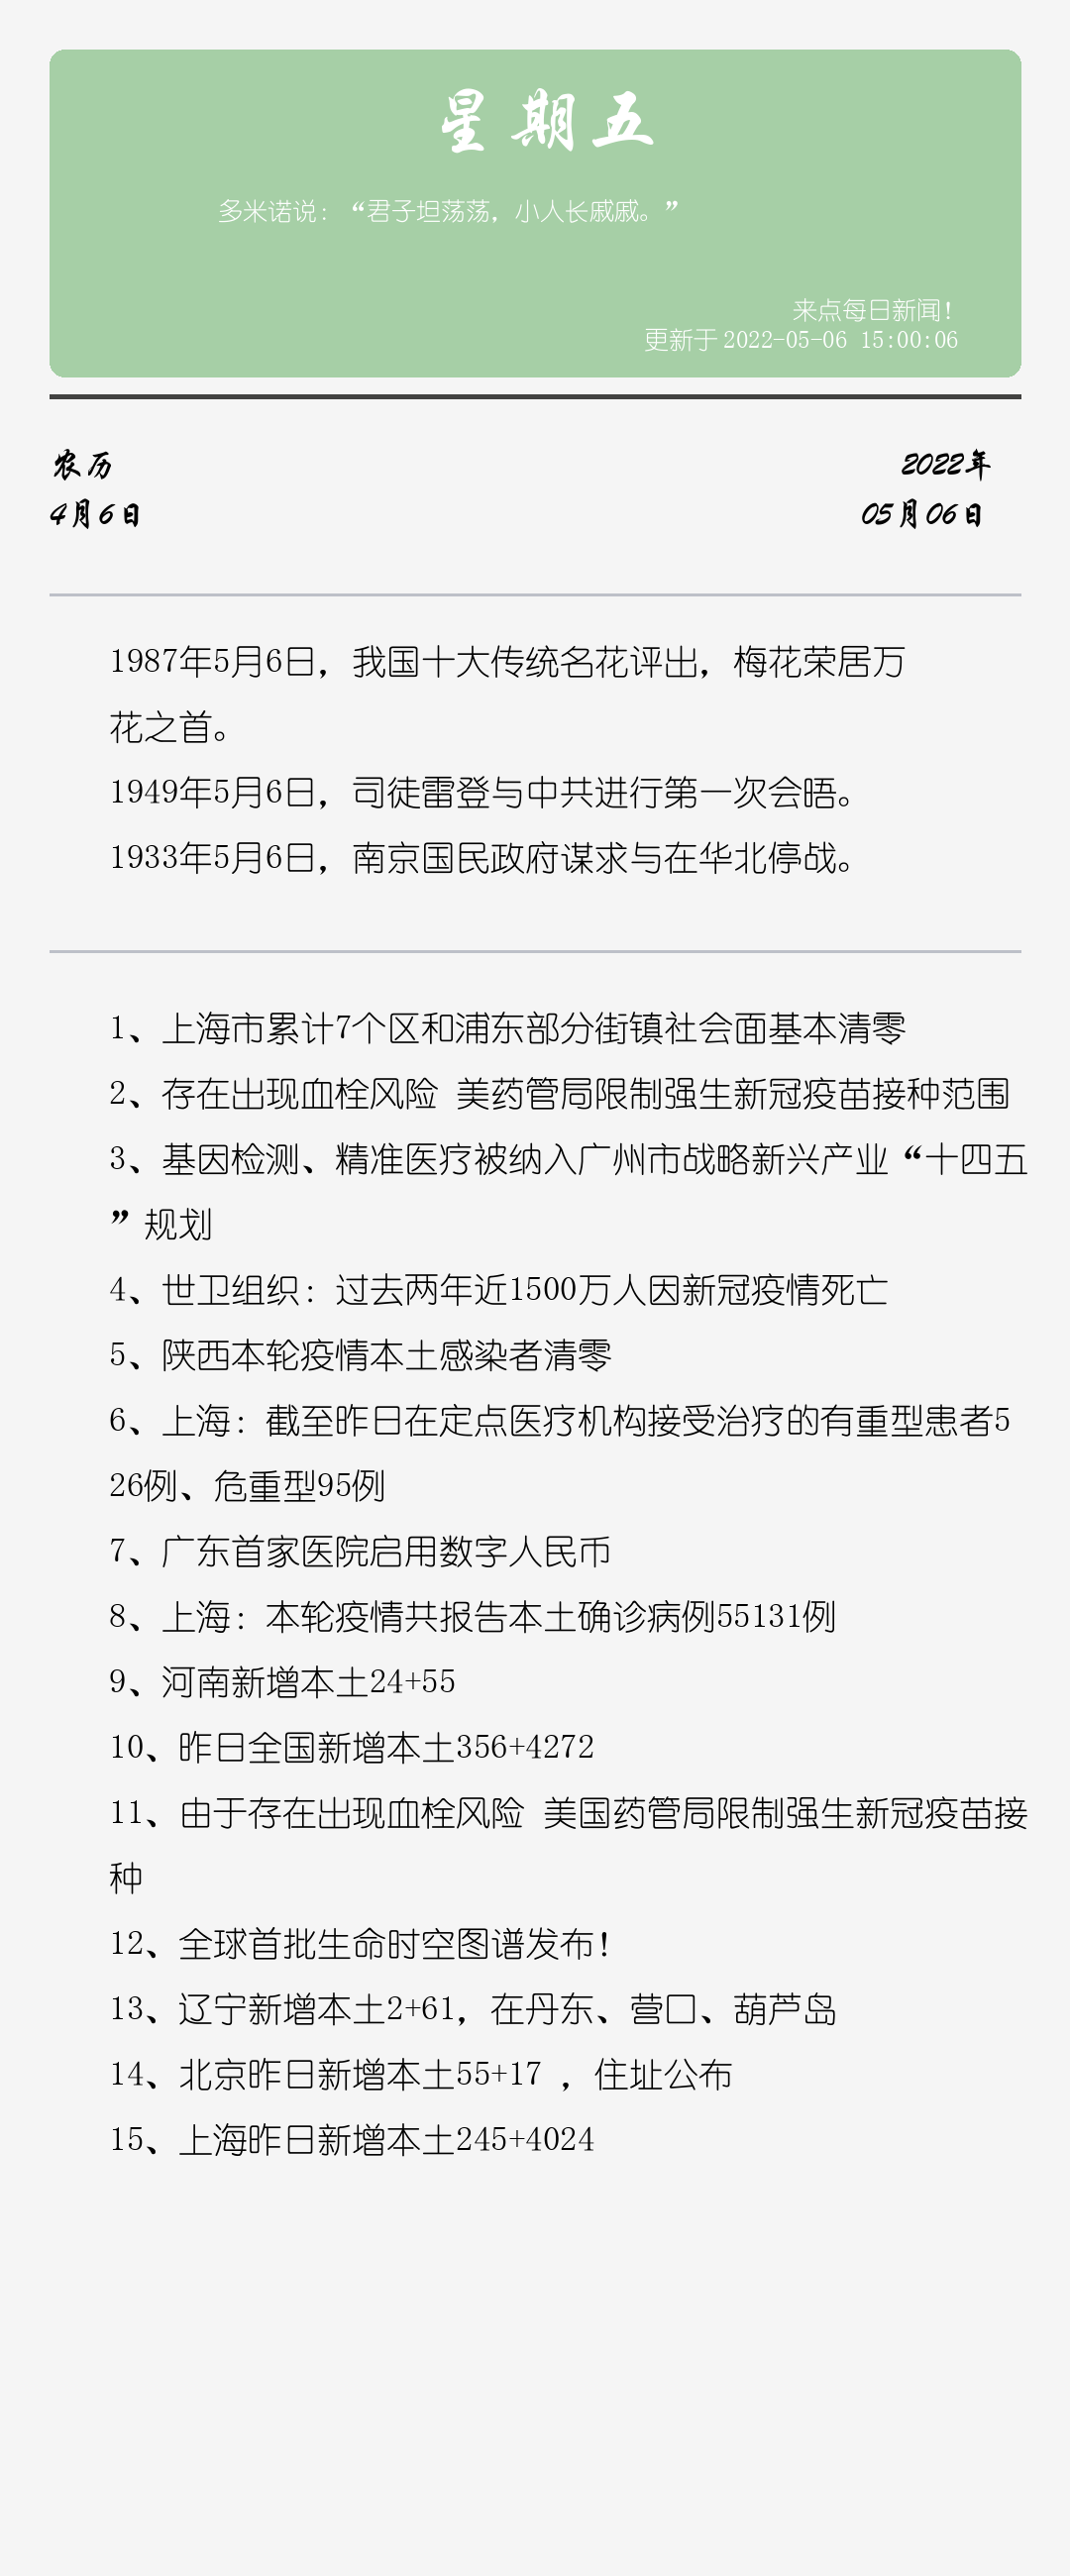 星期五
多米诺说：“君子坦荡荡，小人长戚戚。”
来点每日新闻！
更新于 2022-05-06 15:00:06
农历
2022年
4月6日
05月06日
1987年5月6日，我国十大传统名花评出，梅花荣居万
花之首。
1949年5月6日，司徒雷登与中共进行第一次会晤。
1933年5月6日，南京国民政府谋求与在华北停战。
1、上海市累计7个区和浦东部分街镇社会面基本清零
2、存在出现血栓风险 美药管局限制强生新冠疫苗接种范围
3、基因检测、精准医疗被纳入广州市战略新兴产业“十四五
”规划
4、世卫组织：过去两年近1500万人因新冠疫情死亡
5、陕西本轮疫情本土感染者清零
6、上海：截至昨日在定点医疗机构接受治疗的有重型患者5
26例、危重型95例
7、广东首家医院启用数字人民币
8、上海：本轮疫情共报告本土确诊病例55131例
9、河南新增本土24+55
10、昨日全国新增本土356+4272
11、由于存在出现血栓风险 美国药管局限制强生新冠疫苗接
种
12、全球首批生命时空图谱发布！
13、辽宁新增本土2+61，在丹东、营口、葫芦岛
14、北京昨日新增本土55+17 ，住址公布
15、上海昨日新增本土245+4024